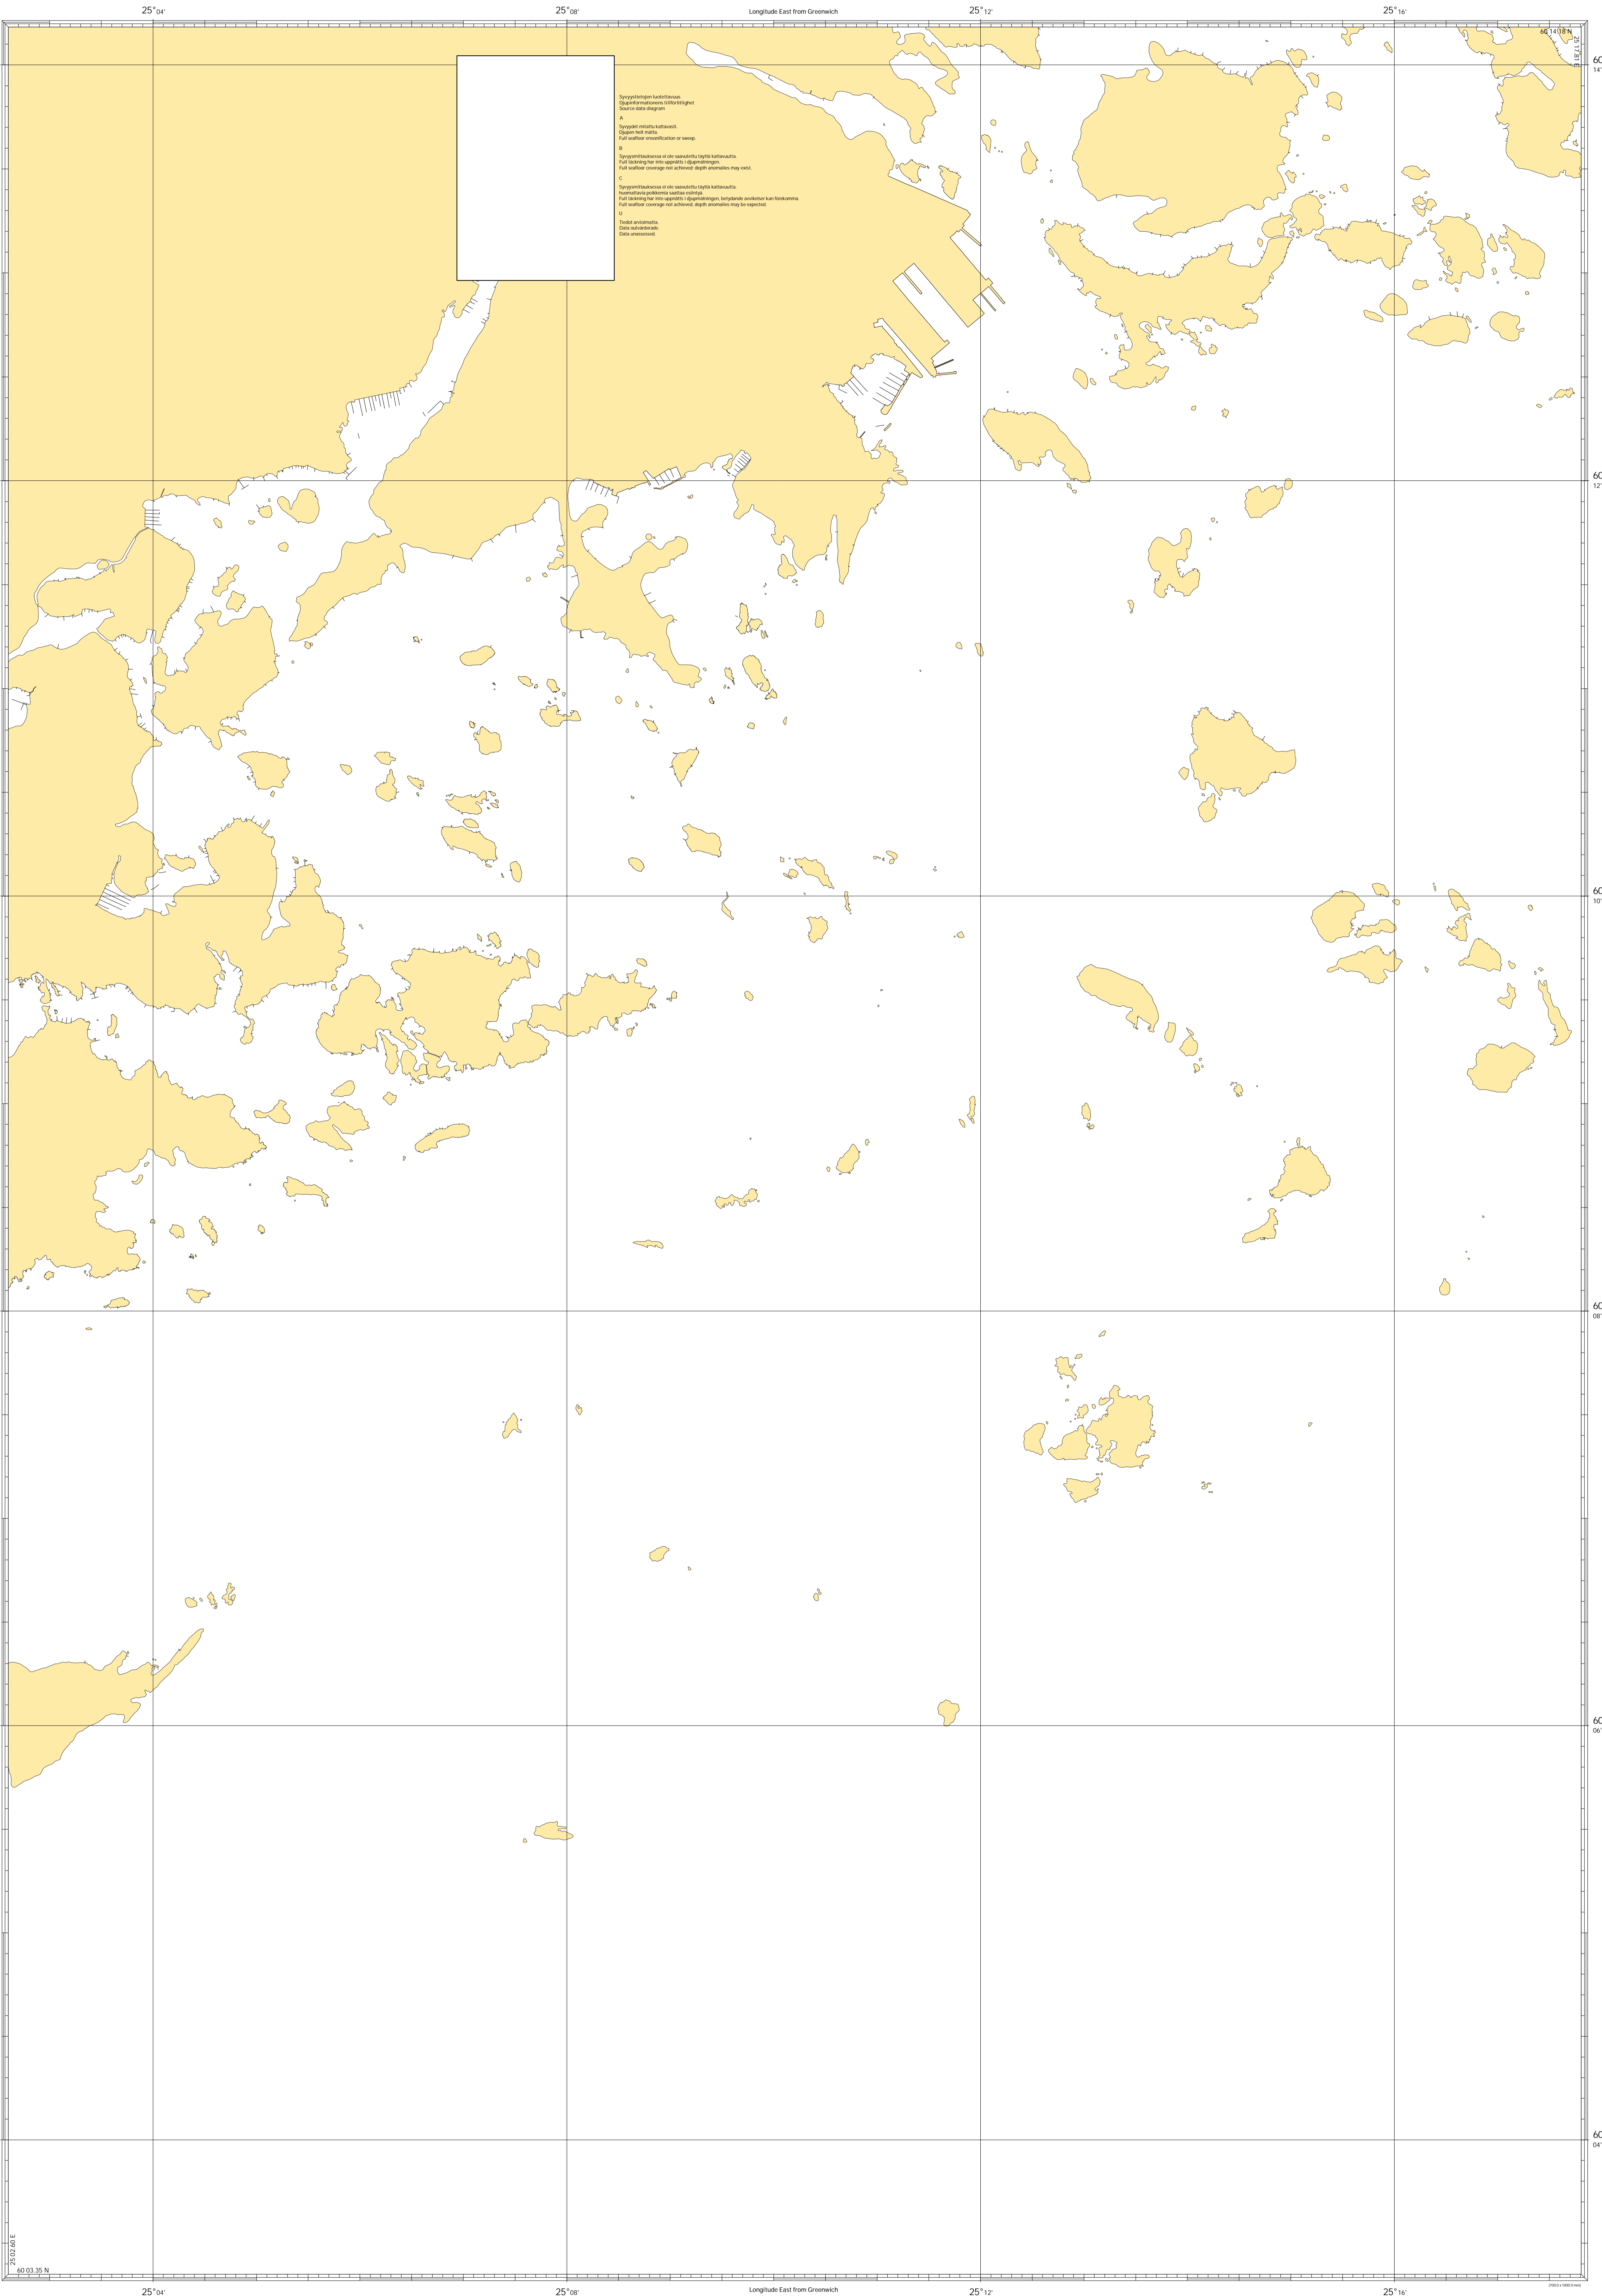 25°04' 25°08' Longitude East from Greenwich 25°12' 25°16'
60 14.18 N
25 17.81 E
60
14'
Syvyystietojen luotettavuus
Djupinformationens tillförlitlighet
Source data diagram
A
Syvyydet mitattu kattavasti.
Djupen helt mätta.
Full seafloor ensonification or sweep.
B
Syvyysmittauksessa ei ole saavutettu täyttä kattavuutta.
Full täckning har inte uppnåtts i djupmätningen.
Full seafloor coverage not achieved; depth anomalies may exist.
C
Syvyysmittauksessa ei ole saavutettu täyttä kattavuutta,
huomattavia poikkemia saattaa esiintyä.
Full täckning har inte uppnåtts i djupmätningen, betydande avvikelser kan förekomma.
Full seafloor coverage not achieved, depth anomalies may be expected.
U
Tiedot arvioimatta.
Data outvärderade.
Data unassessed.
60
12'
60
10'
60
08'
60
06'
60
04'
25 02.60 E
60 03.35 N
25°04' 25°08' Longitude East from Greenwich 25°12' 25°16'